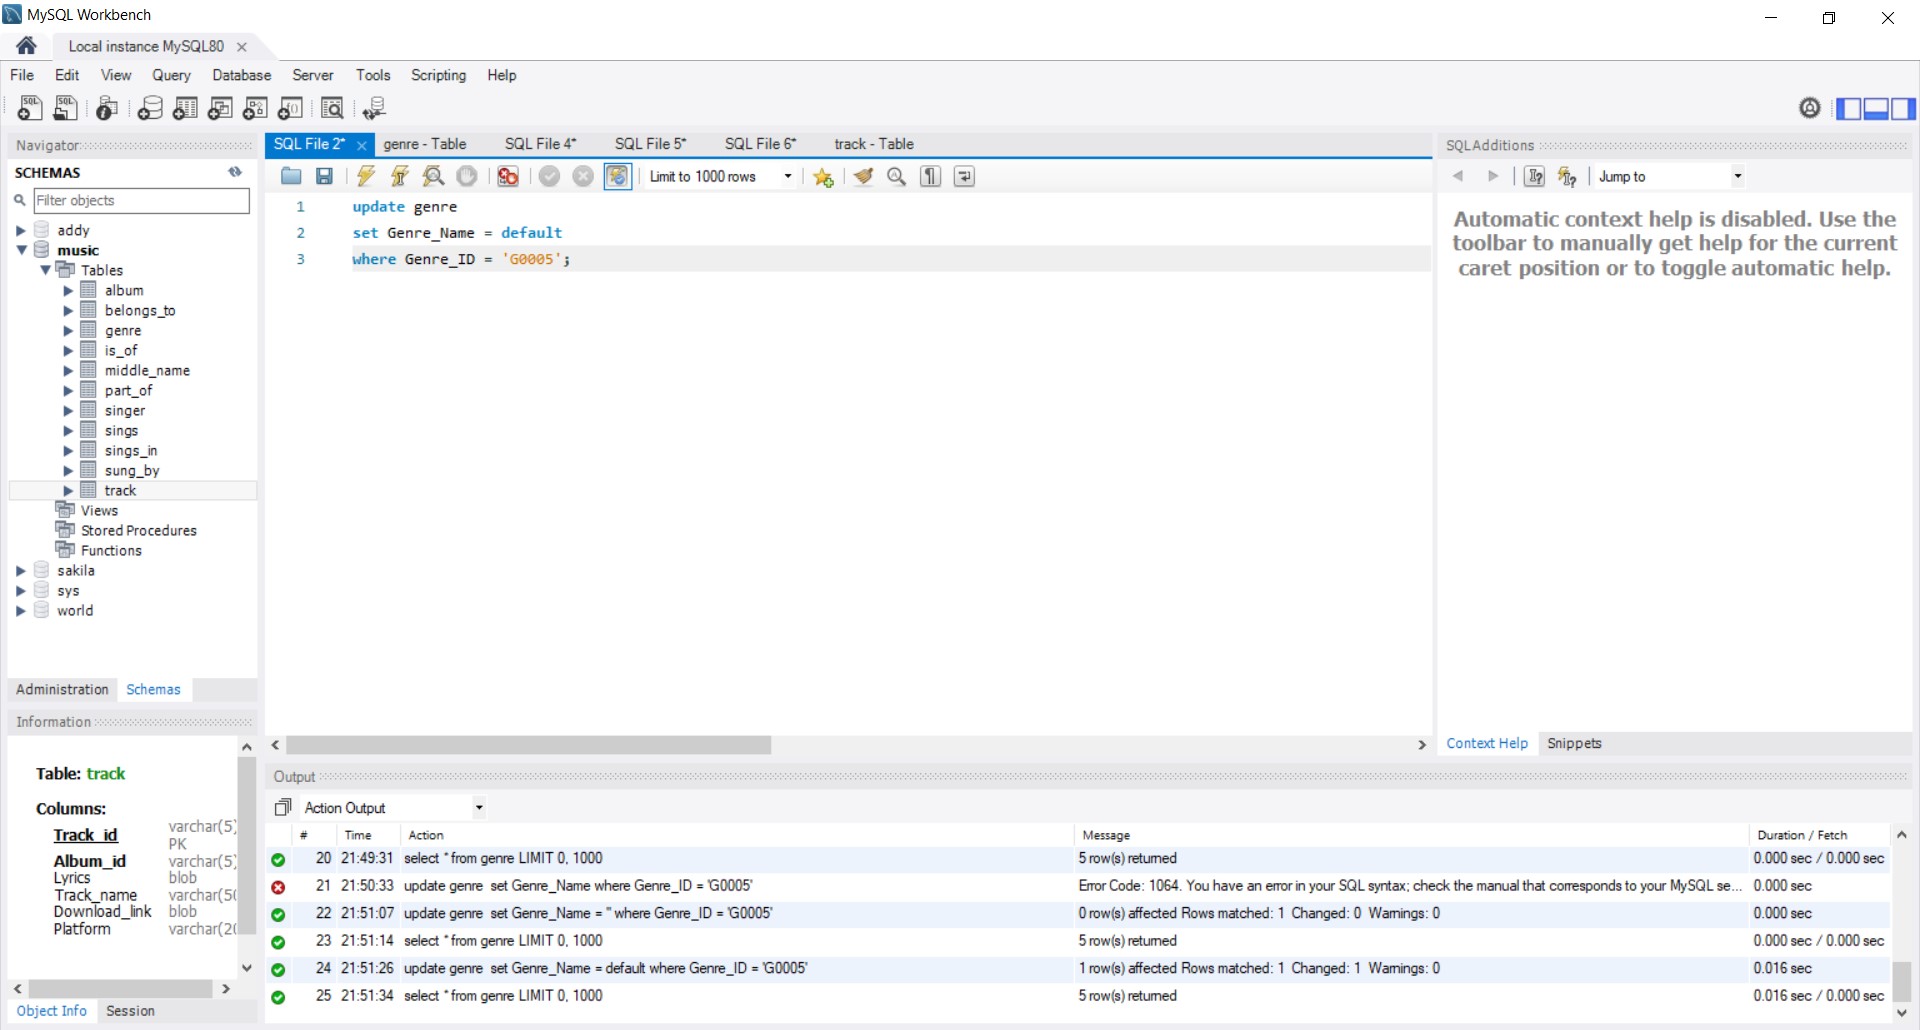 MySQL Workbench
Local instance MySQL80
File Edit View Query Database Server Tools Scripting Help
Navigator
SCHEMAS
Filter objects
addy
music
Tables
album
belongs_to
genre
is_of
middle_name
part_of
singer
sings
sings_in
sung_by
track
Views
Stored Procedures
Functions
sakila
sys
world
Administration Schemas
Information
Table: track
Columns:
Track_id varchar(5) PK
Album_id varchar(5)
Lyrics blob
Track_name varchar(50
Download_link blob
Platform varchar(20
Object Info Session
SQL File 2* genre - Table SQL File 4* SQL File 5* SQL File 6* track - Table
Limit to 1000 rows
1 update genre
2 set Genre_Name = default
3 where Genre_ID = 'G0005';
SQLAdditions
Jump to
Automatic context help is disabled. Use the
toolbar to manually get help for the current
caret position or to toggle automatic help.
Context Help Snippets
Output
Action Output
# Time Action Message Duration / Fetch
20 21:49:31 select * from genre LIMIT 0, 1000 5 row(s) returned 0.000 sec / 0.000 sec
21 21:50:33 update genre set Genre_Name where Genre_ID = 'G0005' Error Code: 1064. You have an error in your SQL syntax; check the manual that corresponds to your MySQL se... 0.000 sec
22 21:51:07 update genre set Genre_Name = '' where Genre_ID = 'G0005' 0 row(s) affected Rows matched: 1 Changed: 0 Warnings: 0 0.000 sec
23 21:51:14 select * from genre LIMIT 0, 1000 5 row(s) returned 0.000 sec / 0.000 sec
24 21:51:26 update genre set Genre_Name = default where Genre_ID = 'G0005' 1 row(s) affected Rows matched: 1 Changed: 1 Warnings: 0 0.016 sec
25 21:51:34 select * from genre LIMIT 0, 1000 5 row(s) returned 0.016 sec / 0.000 sec